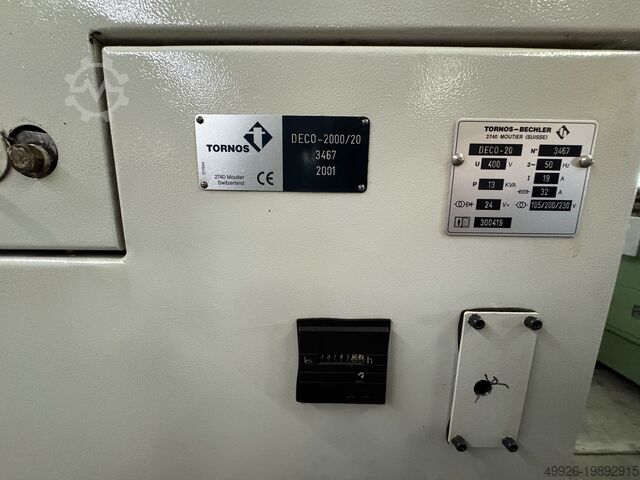 TORNOS t
DECO-2000/20
3467
2001
2740 Moutier
Switzerland
CE
TORNOS-BECHLER
2740 MOUTIER (SUISSE)
DECO-20 N° 3467
U 400 V 3~ 50 Hz
I 19 A
P 13 KVA 32 A
24 V= 105/200/230 V
300419
h
49926-19892915